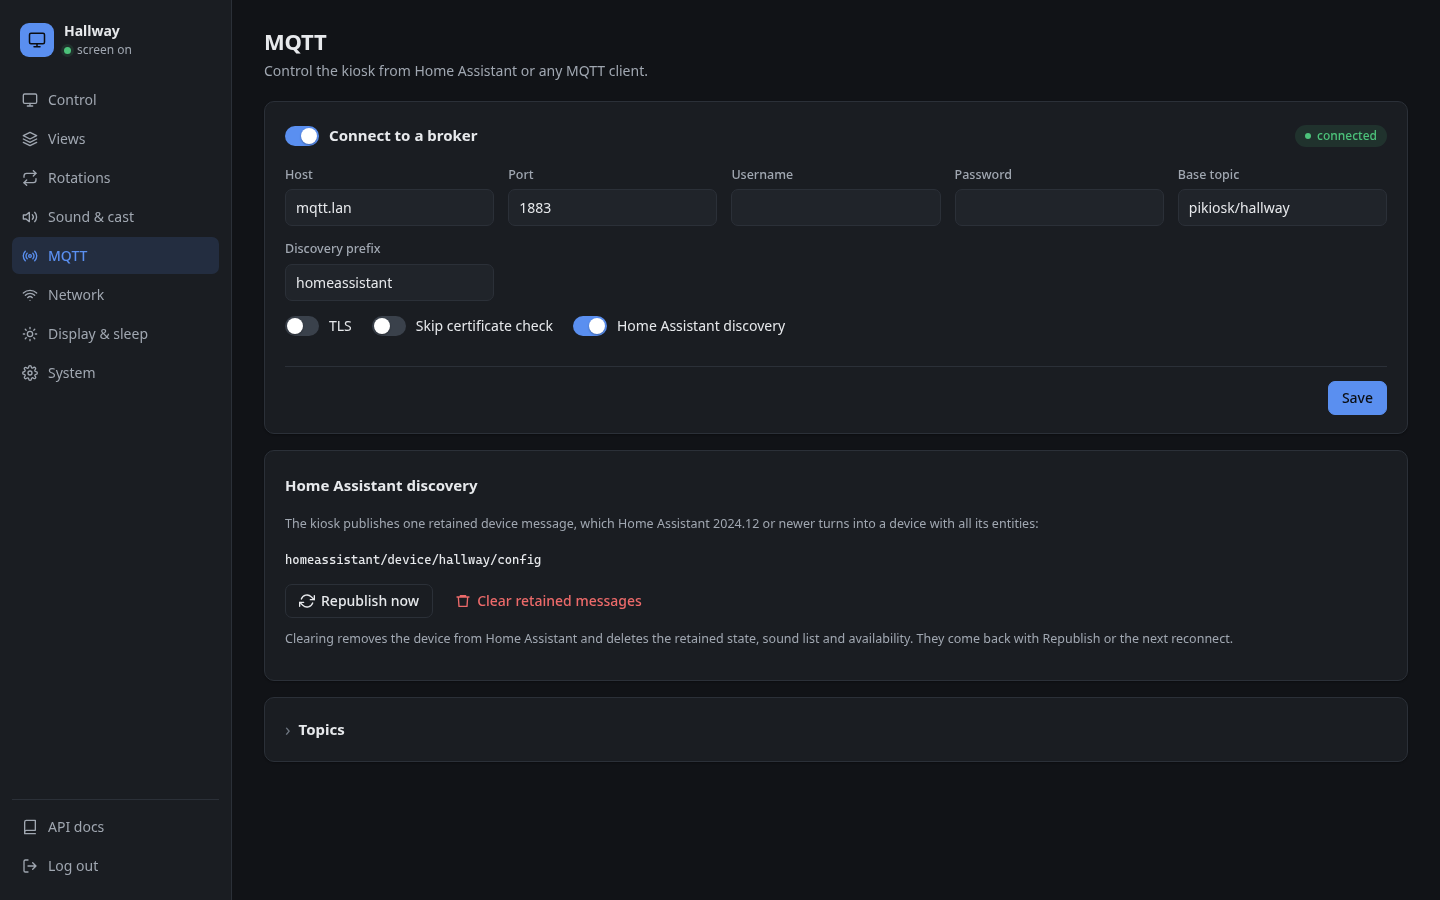 Hallway
screen on
Control
Views
Rotations
Sound & cast
MQTT
Network
Display & sleep
System
API docs
Log out
MQTT
Control the kiosk from Home Assistant or any MQTT client.
Connect to a broker
connected
Host Port Username Password Base topic
mqtt.lan 1883 pikiosk/hallway
Discovery prefix
homeassistant
TLS Skip certificate check Home Assistant discovery
Save
Home Assistant discovery
The kiosk publishes one retained device message, which Home Assistant 2024.12 or newer turns into a device with all its entities:
homeassistant/device/hallway/config
Republish now Clear retained messages
Clearing removes the device from Home Assistant and deletes the retained state, sound list and availability. They come back with Republish or the next reconnect.
› Topics